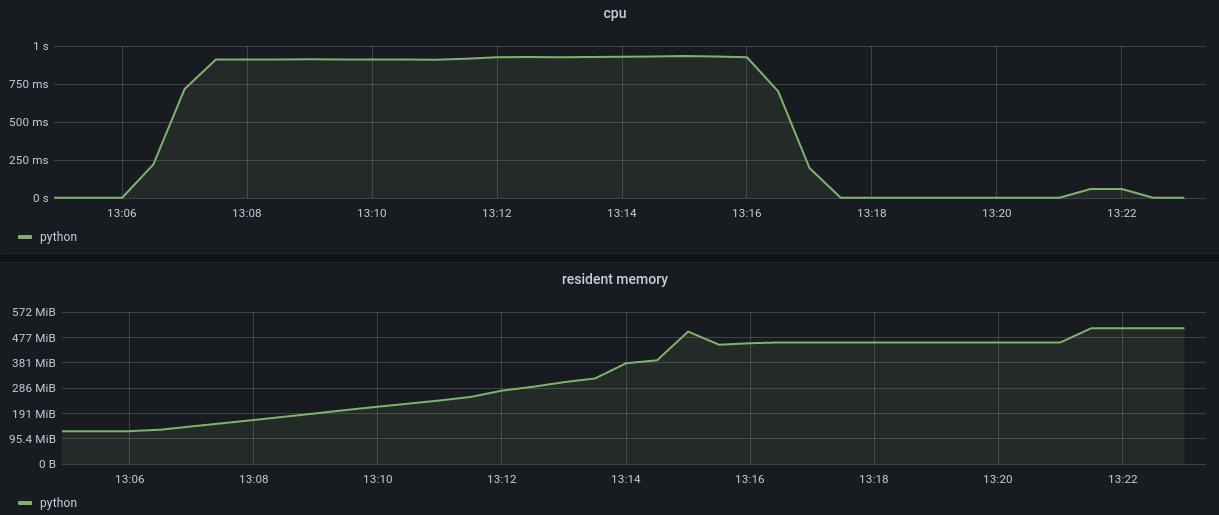 cpu
1 s
750 ms
500 ms
250 ms
0 s
13:06 13:08 13:10 13:12 13:14 13:16 13:18 13:20 13:22
python
resident memory
572 MiB
477 MiB
381 MiB
286 MiB
191 MiB
95.4 MiB
0 B
13:06 13:08 13:10 13:12 13:14 13:16 13:18 13:20 13:22
python